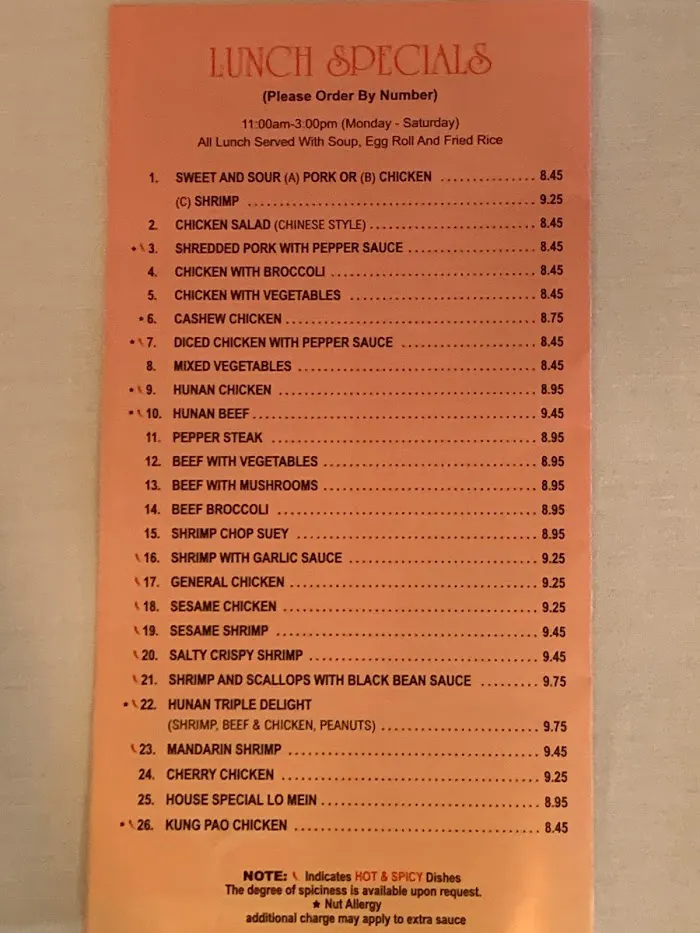 LUNCH SPECIALS
(Please Order By Number)
11:00am-3:00pm (Monday - Saturday)
All Lunch Served With Soup, Egg Roll And Fried Rice
1. SWEET AND SOUR (A) PORK OR (B) CHICKEN ................ 8.45
(C) SHRIMP ................ 9.25
2. CHICKEN SALAD (CHINESE STYLE) ................ 8.45
★ 🌶 3. SHREDDED PORK WITH PEPPER SAUCE ................ 8.45
4. CHICKEN WITH BROCCOLI ................ 8.45
5. CHICKEN WITH VEGETABLES ................ 8.45
★ 6. CASHEW CHICKEN ................ 8.75
★ 🌶 7. DICED CHICKEN WITH PEPPER SAUCE ................ 8.45
8. MIXED VEGETABLES ................ 8.45
★ 🌶 9. HUNAN CHICKEN ................ 8.95
★ 🌶 10. HUNAN BEEF ................ 9.45
11. PEPPER STEAK ................ 8.95
12. BEEF WITH VEGETABLES ................ 8.95
13. BEEF WITH MUSHROOMS ................ 8.95
14. BEEF BROCCOLI ................ 8.95
15. SHRIMP CHOP SUEY ................ 8.95
🌶 16. SHRIMP WITH GARLIC SAUCE ................ 9.25
🌶 17. GENERAL CHICKEN ................ 9.25
🌶 18. SESAME CHICKEN ................ 9.25
🌶 19. SESAME SHRIMP ................ 9.45
🌶 20. SALTY CRISPY SHRIMP ................ 9.45
🌶 21. SHRIMP AND SCALLOPS WITH BLACK BEAN SAUCE ......... 9.75
★ 🌶 22. HUNAN TRIPLE DELIGHT
(SHRIMP, BEEF & CHICKEN, PEANUTS) ................ 9.75
🌶 23. MANDARIN SHRIMP ................ 9.45
24. CHERRY CHICKEN ................ 9.25
25. HOUSE SPECIAL LO MEIN ................ 8.95
★ 🌶 26. KUNG PAO CHICKEN ................ 8.45
NOTE: 🌶 Indicates HOT & SPICY Dishes
The degree of spiciness is available upon request.
★ Nut Allergy
additional charge may apply to extra sauce